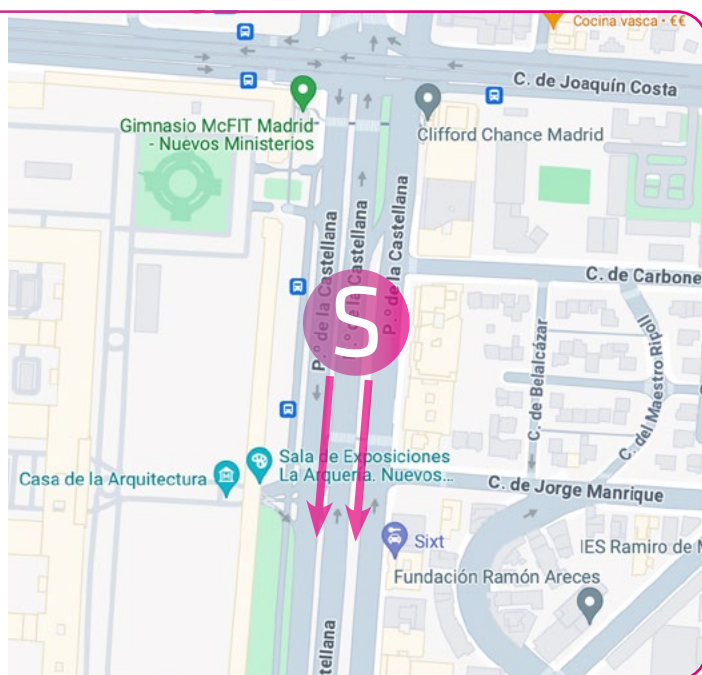 Cocina vasca • €€
C. de Joaquín Costa
Gimnasio McFIT Madrid
- Nuevos Ministerios
Clifford Chance Madrid
P.º de la Castellana
P.º de la Castellana
P.º de la Castellana
C. de Carbone
S
C. de Belalcázar
C. del Maestro Ripoll
Sala de Exposiciones
La Arquería. Nuevos...
Casa de la Arquitectura
C. de Jorge Manrique
Sixt
IES Ramiro de M
Fundación Ramón Areces
tellana